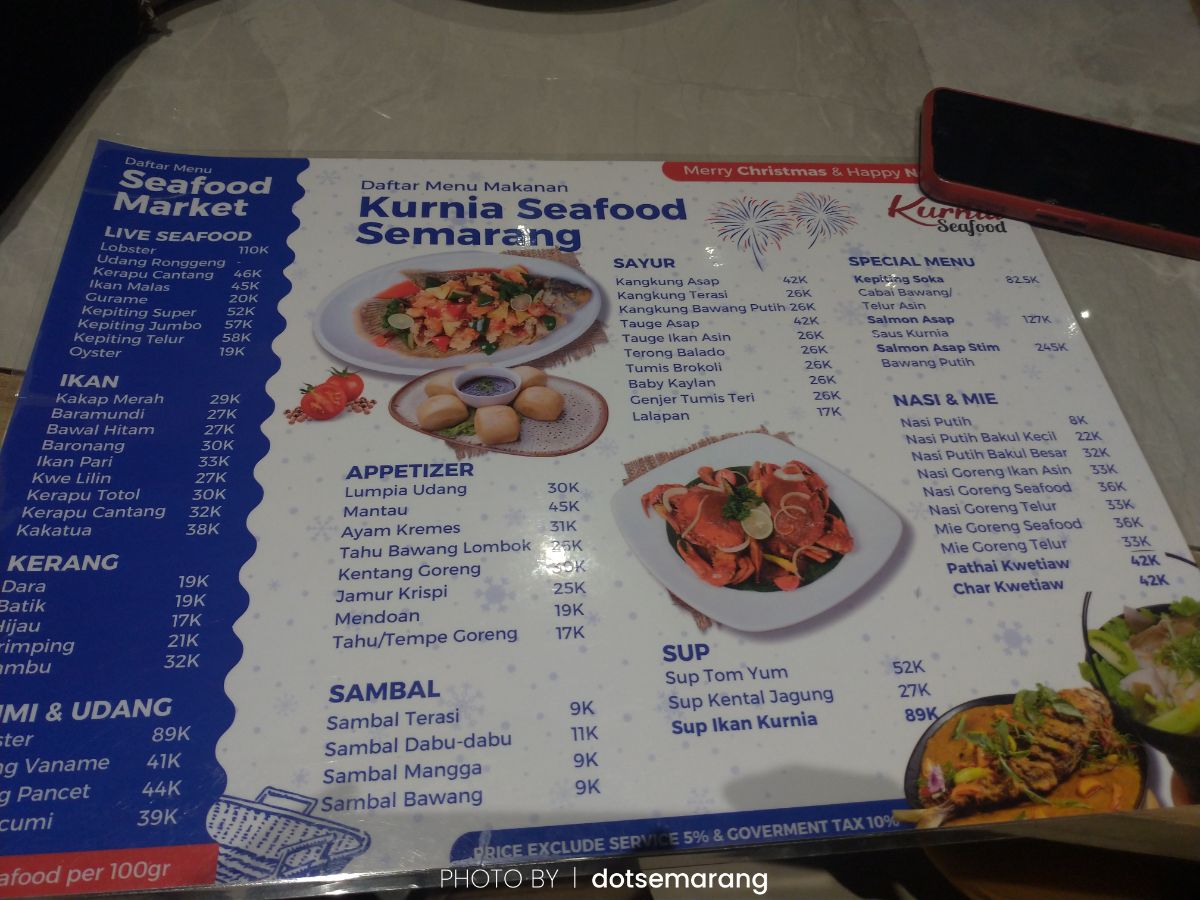 Daftar Menu
Seafood
Market
LIVE SEAFOOD
Lobster 110K
Udang Ronggeng -
Kerapu Cantang 46K
Ikan Malas 45K
Gurame 20K
Kepiting Super 52K
Kepiting Jumbo 57K
Kepiting Telur 58K
Oyster 19K
IKAN
Kakap Merah 29K
Baramundi 27K
Bawal Hitam 27K
Baronang 30K
Ikan Pari 33K
Kwe Lilin 27K
Kerapu Totol 30K
Kerapu Cantang 32K
Kakatua 38K
KERANG
Dara 19K
Batik 19K
Hijau 17K
rimping 21K
ambu 32K
UMI & UDANG
ster 89K
ng Vaname 41K
g Pancet 44K
cumi 39K
afood per 100gr
Daftar Menu Makanan
Kurnia Seafood
Semarang
APPETIZER
Lumpia Udang 30K
Mantau 45K
Ayam Kremes 31K
Tahu Bawang Lombok
Kentang Goreng
Jamur Krispi 25K
Mendoan 19K
Tahu/Tempe Goreng 17K
SAMBAL
Sambal Terasi 9K
Sambal Dabu-dabu 11K
Sambal Mangga 9K
Sambal Bawang 9K
SAYUR
Kangkung Asap 42K
Kangkung Terasi 26K
Kangkung Bawang Putih 26K
Tauge Asap 42K
Tauge Ikan Asin 26K
Terong Balado 26K
Tumis Brokoli 26K
Baby Kaylan 26K
Genjer Tumis Teri 26K
Lalapan 17K
SUP
Sup Tom Yum 52K
Sup Kental Jagung 27K
Sup Ikan Kurnia 89K
Merry Christmas & Happy N
Kurnia
Seafood
SPECIAL MENU
Kepiting Soka 82.5K
Cabai Bawang/
Telur Asin
Salmon Asap 127K
Saus Kurnia
Salmon Asap Stim 245K
Bawang Putih
NASI & MIE
Nasi Putih 8K
Nasi Putih Bakul Kecil 22K
Nasi Putih Bakul Besar 32K
Nasi Goreng Ikan Asin 33K
Nasi Goreng Seafood 36K
Nasi Goreng Telur 33K
Mie Goreng Seafood 36K
Mie Goreng Telur 33K
Pathai Kwetiaw 42K
Char Kwetiaw 42K
PRICE EXCLUDE SERVICE 5% & GOVERMENT TAX 10%
PHOTO BY | dotsemarang